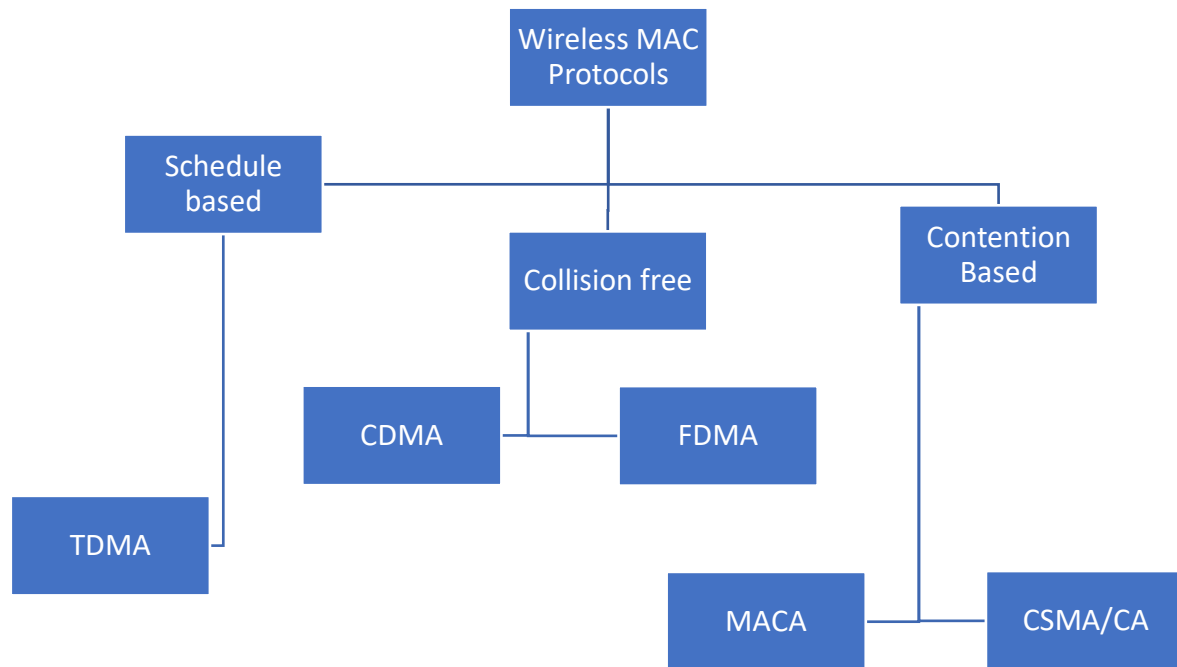 Wireless MAC
Protocols
Schedule
based
Collision free
Contention
Based
CDMA
FDMA
TDMA
MACA
CSMA/CA